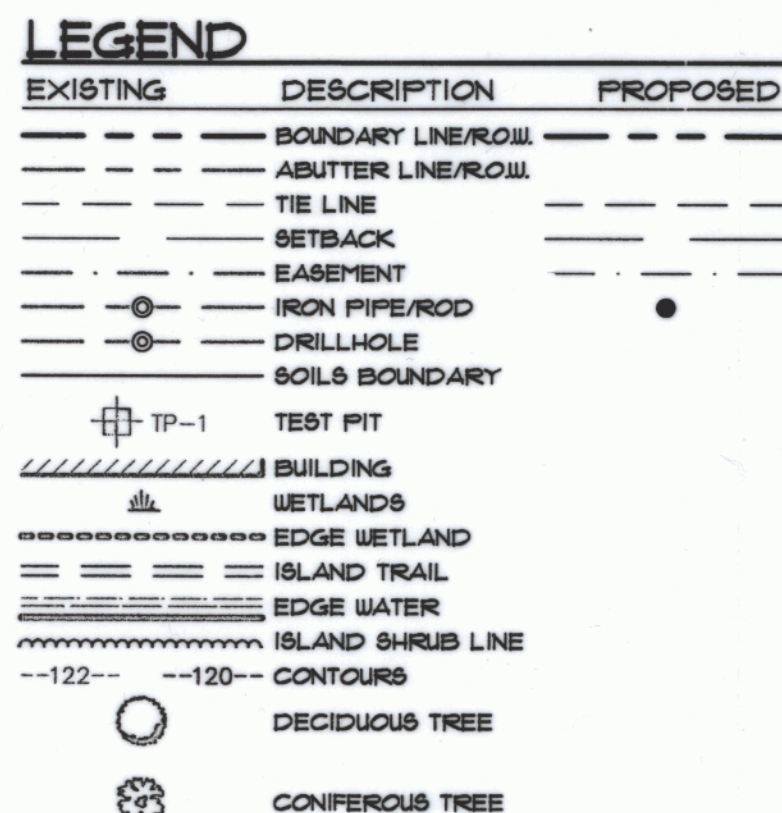 LEGEND
EXISTING DESCRIPTION PROPOSED
BOUNDARY LINE/R.O.W.
ABUTTER LINE/R.O.W.
TIE LINE
SETBACK
EASEMENT
IRON PIPE/ROD
DRILLHOLE
SOILS BOUNDARY
TP-1 TEST PIT
BUILDING
WETLANDS
EDGE WETLAND
ISLAND TRAIL
EDGE WATER
ISLAND SHRUB LINE
--122-- --120-- CONTOURS
DECIDUOUS TREE
CONIFEROUS TREE